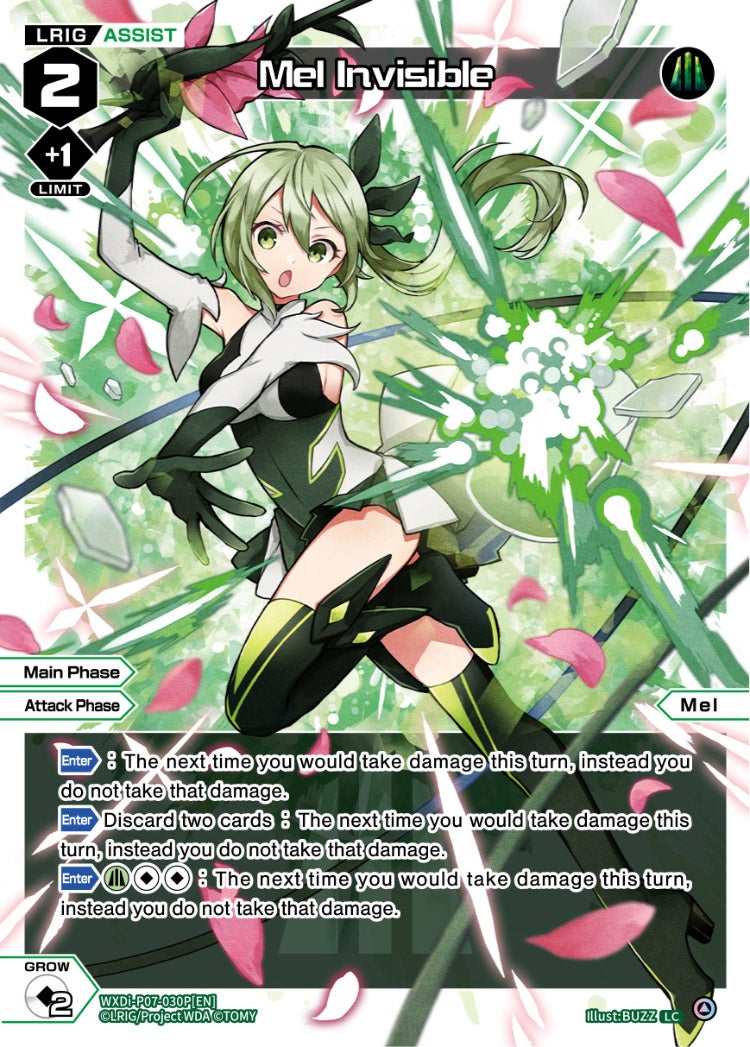 LRIG ASSIST
Mel Invisible
2
+1
LIMIT
Main Phase
Attack Phase
Mel
Enter : The next time you would take damage this turn, instead you
do not take that damage.
Enter Discard two cards : The next time you would take damage this
turn, instead you do not take that damage.
Enter : The next time you would take damage this turn,
instead you do not take that damage.
GROW
2
WXDi-P07-030P[EN]
©LRIG/Project WDA ©TOMY
Illust:BUZZ LC